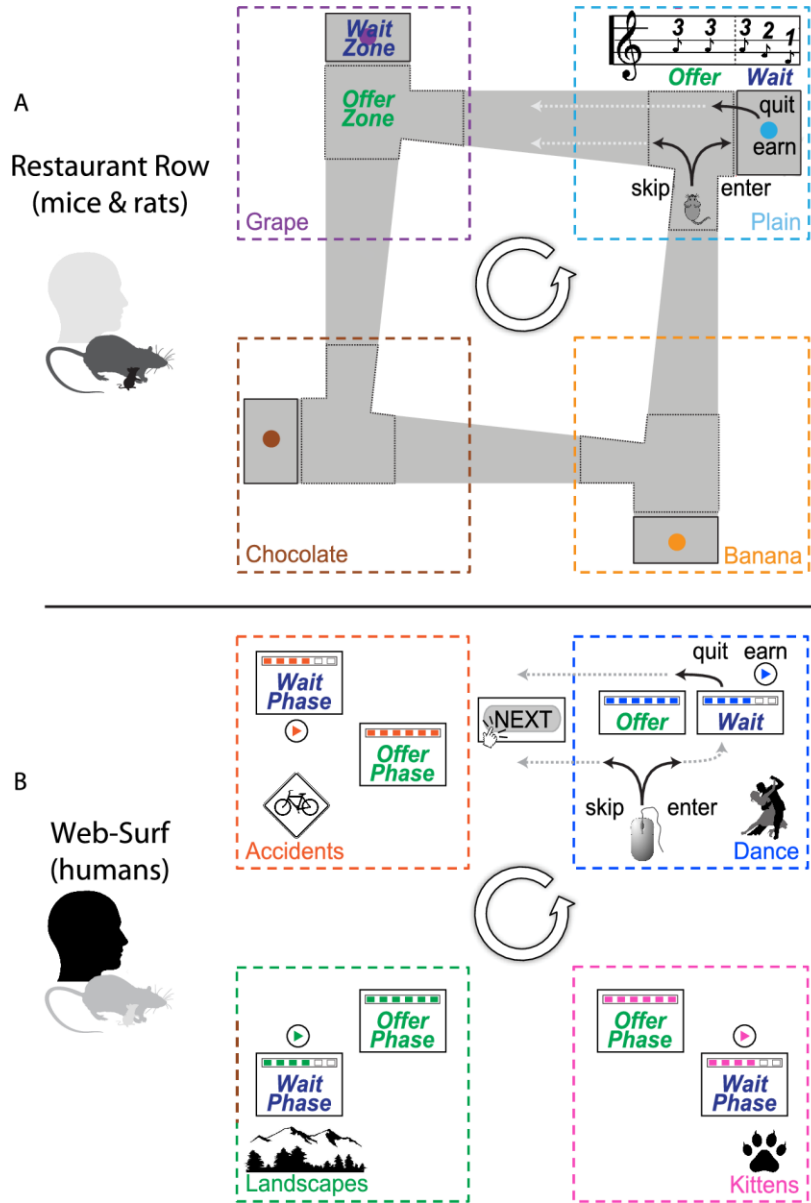 A
Restaurant Row
(mice & rats)
Wait
Zone
Offer
Zone
Grape
3 3 3 2 1
Offer Wait
quit
earn
skip enter
Plain
Chocolate
Banana
B
Web-Surf
(humans)
Wait
Phase
Offer
Phase
Accidents
NEXT
quit earn
Offer Wait
skip enter
Dance
Offer
Phase
Wait
Phase
Landscapes
Offer
Phase
Wait
Phase
Kittens